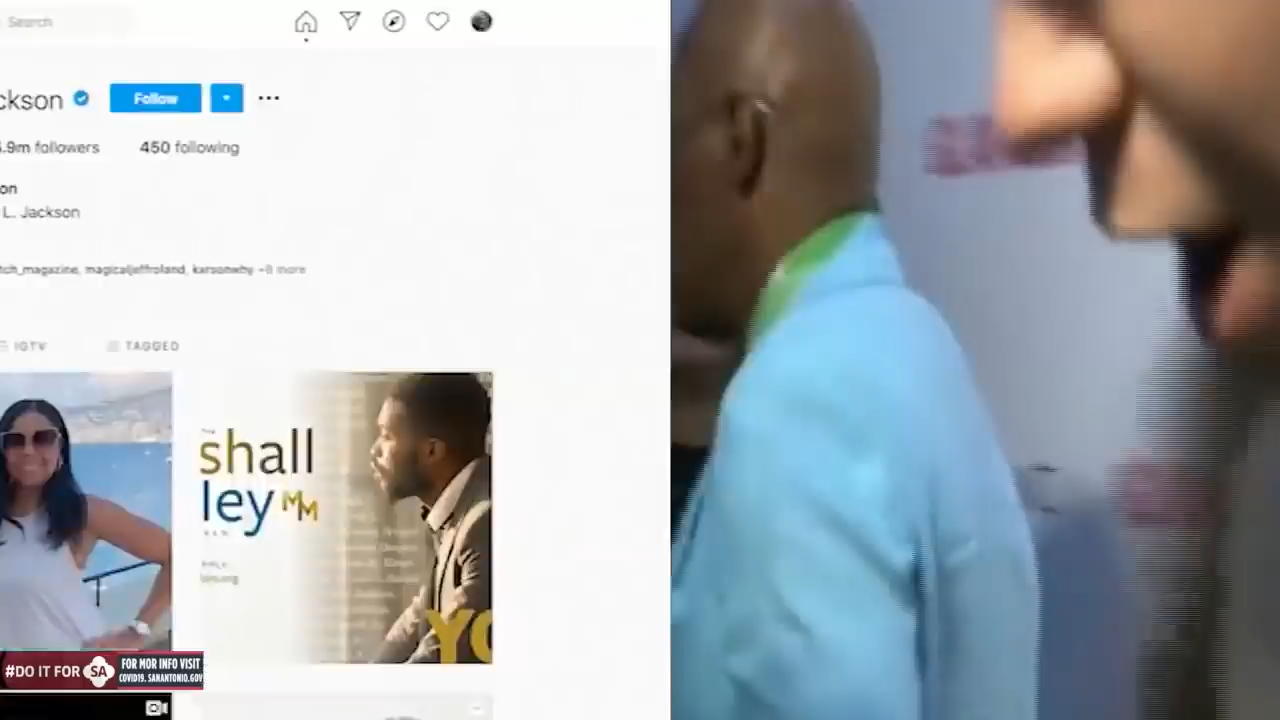 Search
ckson
Follow
.9m followers
450 following
on
L. Jackson
tch_magazine, magicaljeffroland, karsonwhy +8 more
IGTV
TAGGED
shall
ley MM
YO
#DO IT FOR SA
FOR MOR INFO VISIT
COVID19. SANANTONIO.GOV